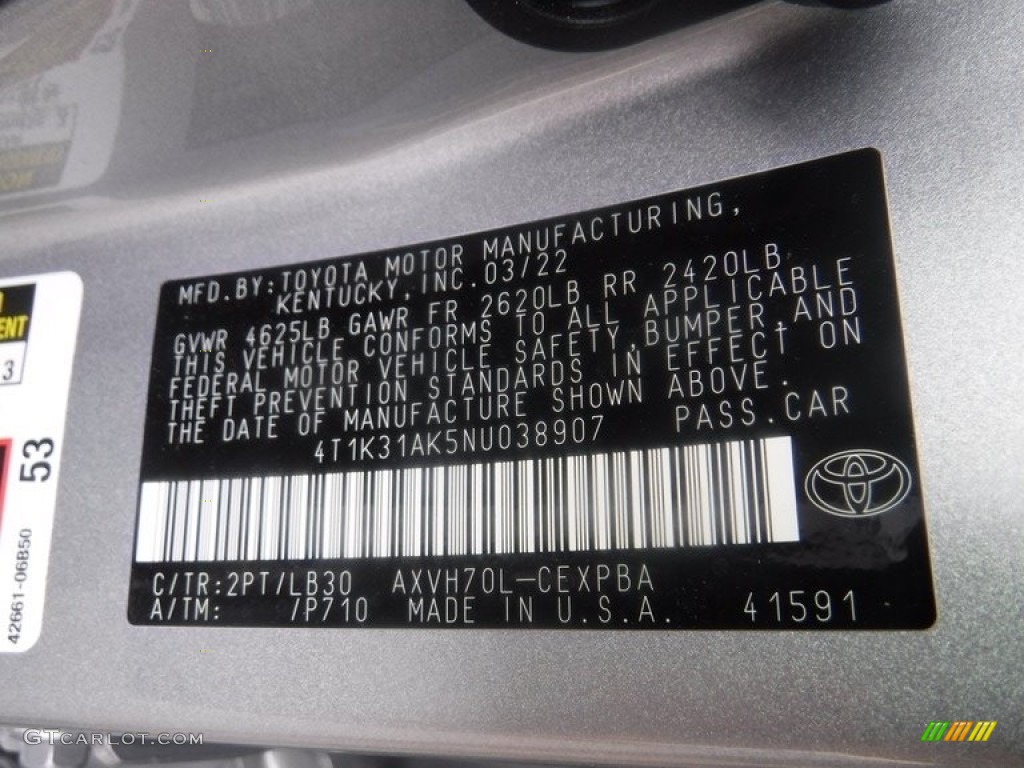 MFD.BY:TOYOTA MOTOR MANUFACTURING,
KENTUCKY,INC.03/22
GVWR 4625LB GAWR FR 2620LB RR 2420LB
THIS VEHICLE CONFORMS TO ALL APPLICABLE
FEDERAL MOTOR VEHICLE SAFETY,BUMPER,AND
THEFT PREVENTION STANDARDS IN EFFECT ON
THE DATE OF MANUFACTURE SHOWN ABOVE.
4T1K31AK5NU038907 PASS.CAR
C/TR:2PT/LB30 AXVH70L-CEXPBA
A/TM: /P710 MADE IN U.S.A. 41591
3
53
42661-06B50
GTCARLOT.COM